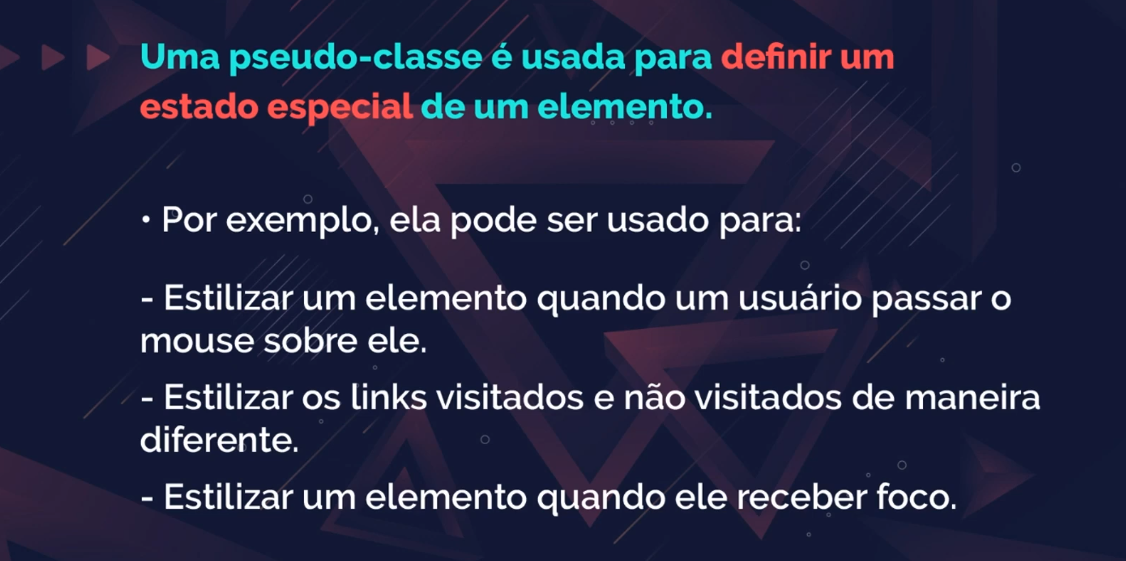 Uma pseudo-classe é usada para definir um
estado especial de um elemento.
• Por exemplo, ela pode ser usado para:
- Estilizar um elemento quando um usuário passar o
mouse sobre ele.
- Estilizar os links visitados e não visitados de maneira
diferente.
- Estilizar um elemento quando ele receber foco.